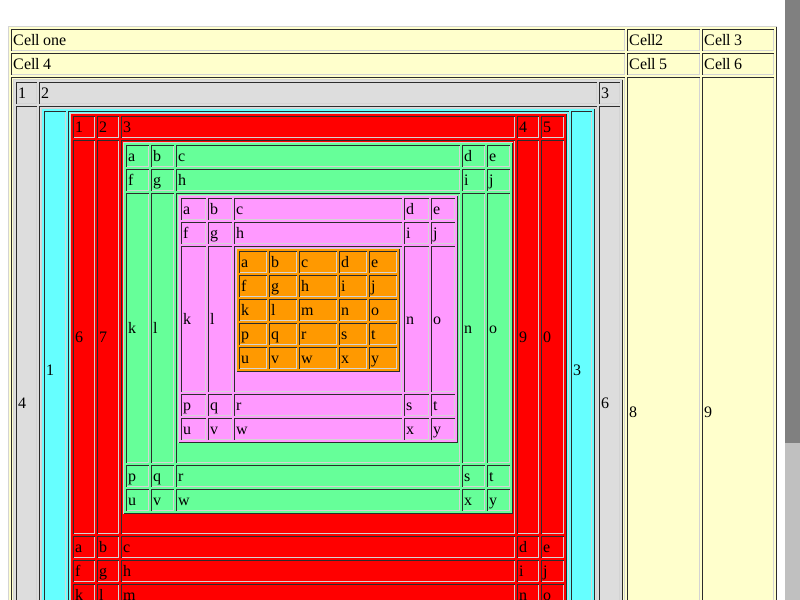 Cell one Cell2 Cell 3
Cell 4 Cell 5 Cell 6
1 2 3
1 2 3 4 5
a b c d e
f g h i j
a b c d e
f g h i j
a b c d e
f g h i j
k l m n o
p q r s t
u v w x y
k l n o
p q r s t
u v w x y
k l n o
6 7 9 0
1 3
4 6
8 9
p q r s t
u v w x y
a b c d e
f g h i j
k l m n o